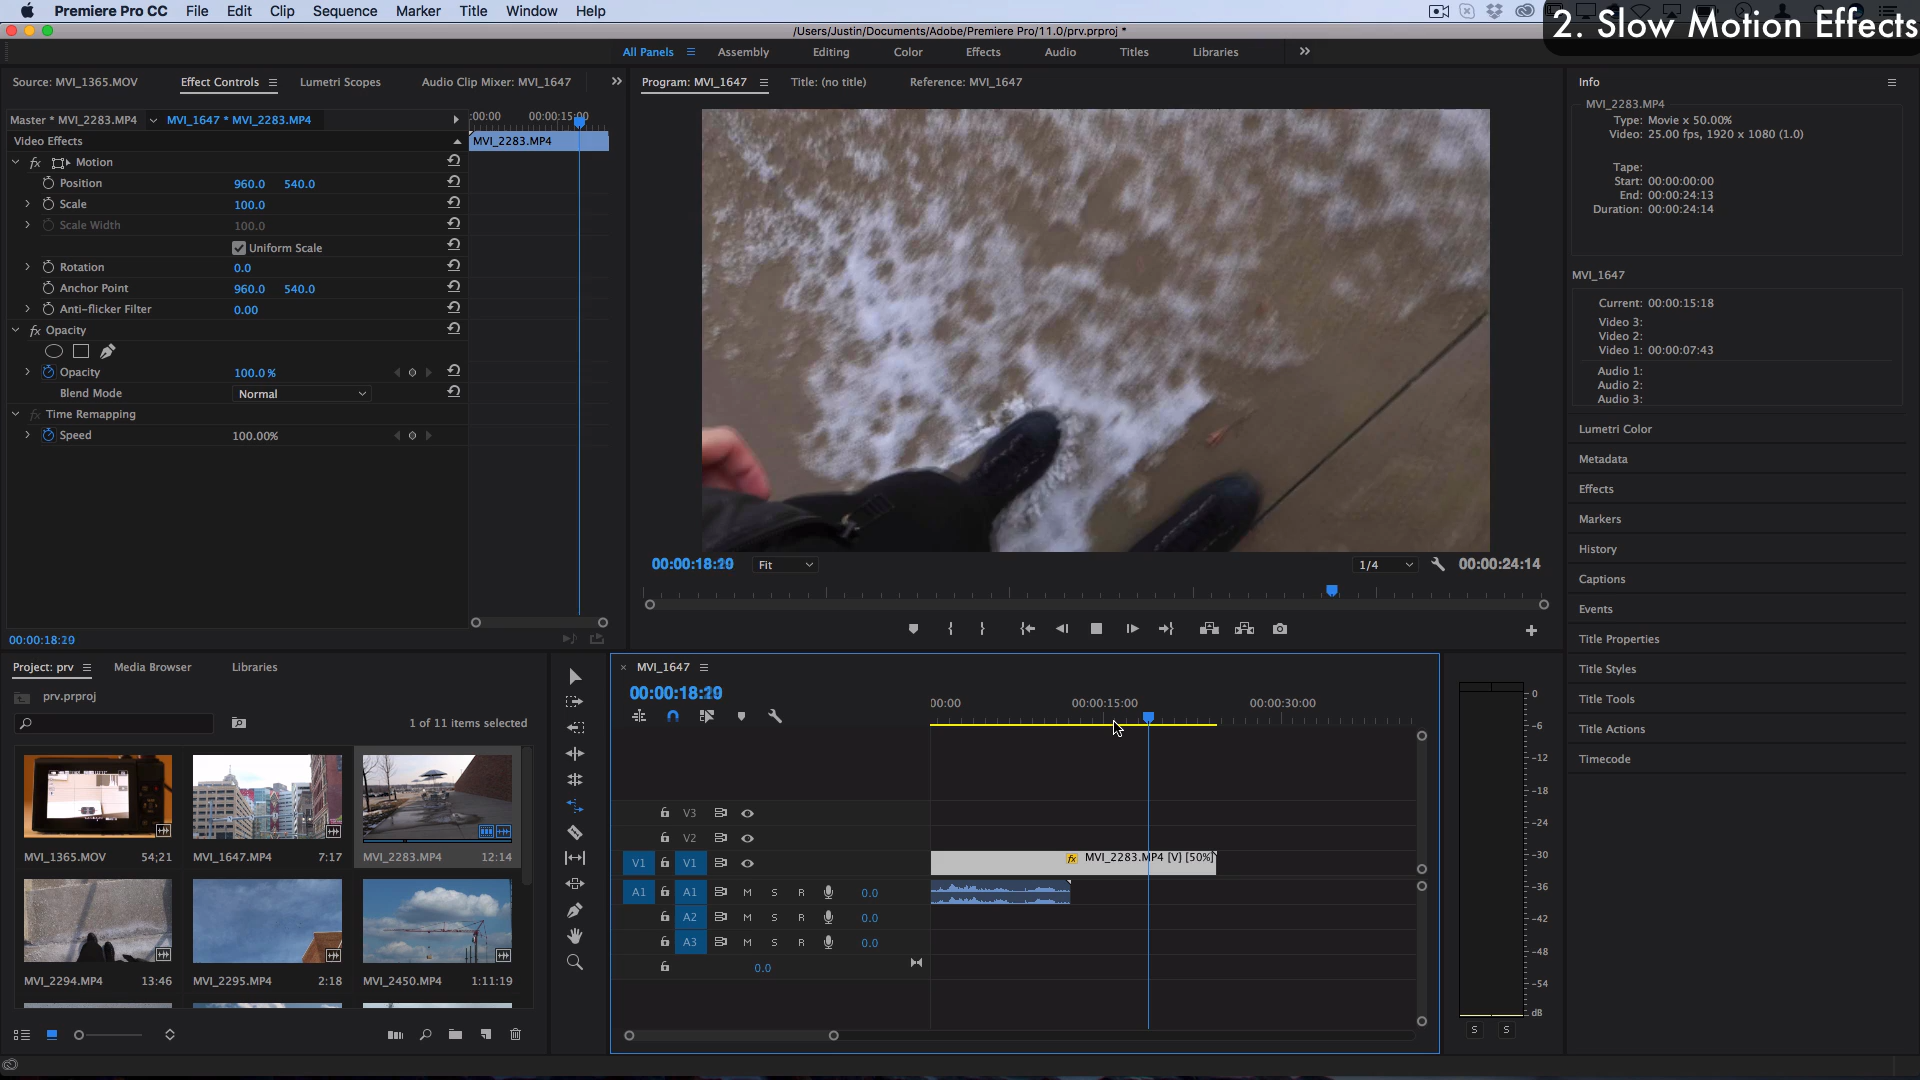 Premiere Pro CC File Edit Clip Sequence Marker Title Window Help
2. Slow Motion Effects
/Users/Justin/Documents/Adobe/Premiere Pro/11.0/prv.prproj *
All Panels Assembly Editing Color Effects Audio Titles Libraries
Source: MVI_1365.MOV Effect Controls Lumetri Scopes Audio Clip Mixer: MVI_1647
Program: MVI_1647 Title: (no title) Reference: MVI_1647
Info
Master * MVI_2283.MP4 MVI_1647 * MVI_2283.MP4
:00:00 00:00:15:00
Video Effects
MVI_2283.MP4
fx Motion
Position 960.0 540.0
Scale 100.0
Scale Width 100.0
Uniform Scale
Rotation 0.0
Anchor Point 960.0 540.0
Anti-flicker Filter 0.00
fx Opacity
Opacity 100.0 %
Blend Mode Normal
fx Time Remapping
Speed 100.00%
MVI_2283.MP4
Type: Movie x 50.00%
Video: 25.00 fps, 1920 x 1080 (1.0)
Tape:
Start: 00:00:00:00
End: 00:00:24:13
Duration: 00:00:24:14
MVI_1647
Current: 00:00:15:18
Video 3:
Video 2:
Video 1: 00:00:07:43
Audio 1:
Audio 2:
Audio 3:
Lumetri Color
Metadata
Effects
Markers
History
Captions
Events
Title Properties
Title Styles
Title Tools
Title Actions
Timecode
Fit 1/4 00:00:24:14
Project: prv Media Browser Libraries
prv.prproj
1 of 11 items selected
MVI_1365.MOV 54;21
MVI_1647.MP4 7:17
MVI_2283.MP4 12:14
MVI_2294.MP4 13:46
MVI_2295.MP4 2:18
MVI_2450.MP4 1:11:19
× MVI_1647
00:00 00:00:15:00 00:00:30:00
V3
V2
V1 V1
fx MVI_2283.MP4 [V] [50%]
A1 A1 M S R 0.0
A2 M S R 0.0
A3 M S R 0.0
0.0
0
-6
-12
-18
-24
-30
-36
-42
-48
-54
dB
S S